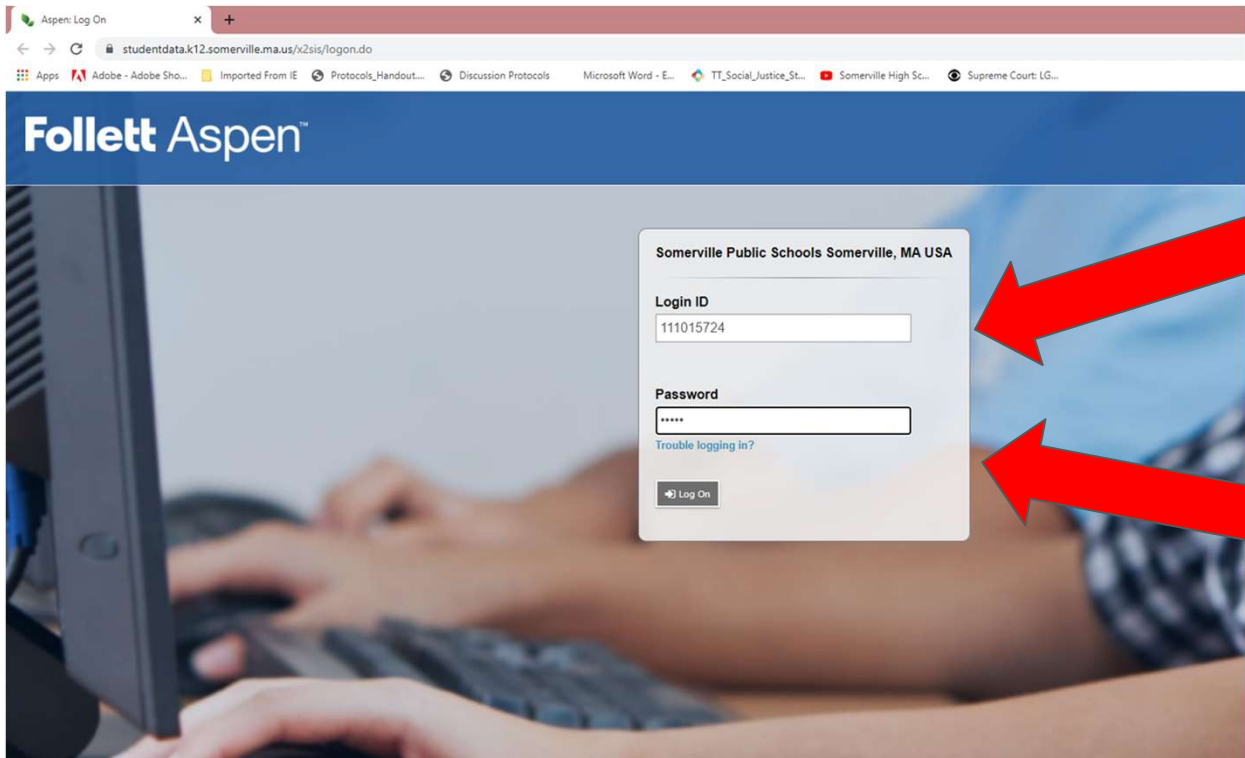 Aspen: Log On
studentdata.k12.somerville.ma.us/x2sis/logon.do
Apps Adobe - Adobe Sho... Imported From IE Protocols_Handout.... Discussion Protocols Microsoft Word - E... TT_Social_Justice_St... Somerville High Sc... Supreme Court: LG...
Follett Aspen™
Somerville Public Schools Somerville, MA USA
Login ID
111015724
Password
•••••
Trouble logging in?
Log On